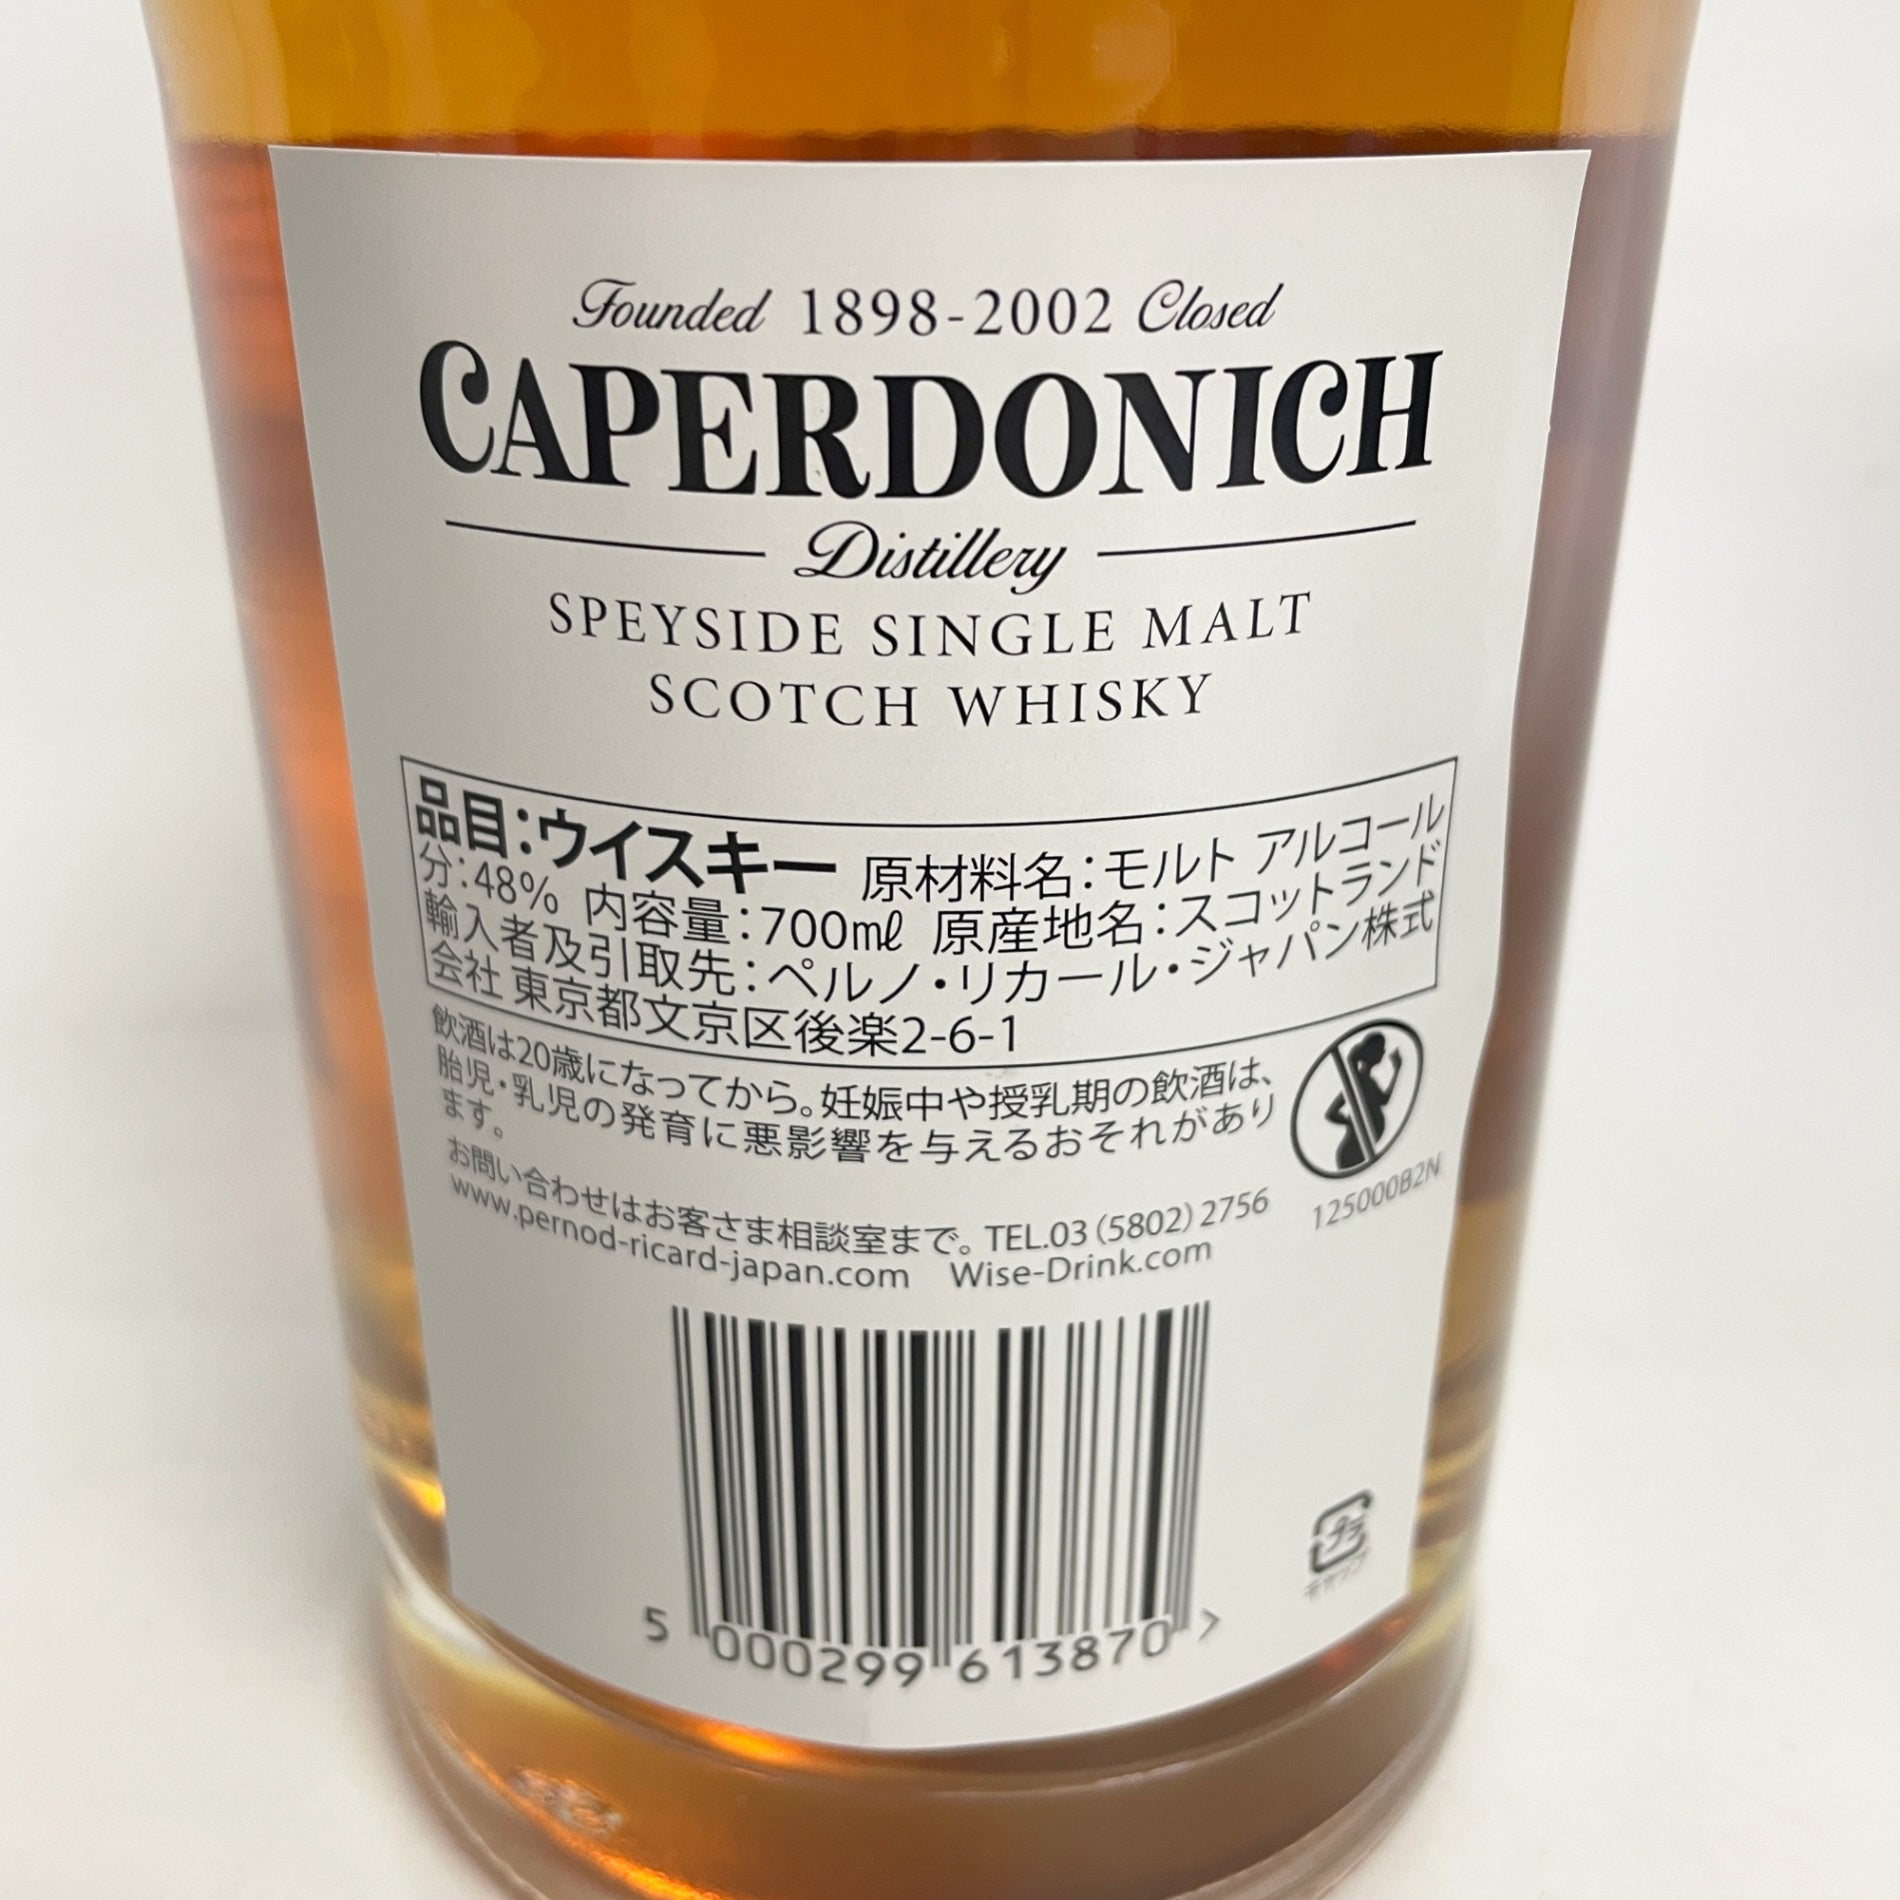 Founded 1898-2002 Closed
CAPERDONICH
Distillery
SPEYSIDE SINGLE MALT
SCOTCH WHISKY
品目：ウイスキー 原材料名：モルト アルコール
分：48% 内容量：700㎖ 原産地名：スコットランド
輸入者及引取先：ペルノ・リカール・ジャパン株式
会社 東京都文京区後楽2-6-1
飲酒は20歳になってから。妊娠中や授乳期の飲酒は、
胎児・乳児の発育に悪影響を与えるおそれがあり
ます。
125000B2N
お問い合わせはお客さま相談室まで。TEL.03(5802)2756
www.pernod-ricard-japan.com Wise-Drink.com
プラ
キャップ
5 000299 613870 >